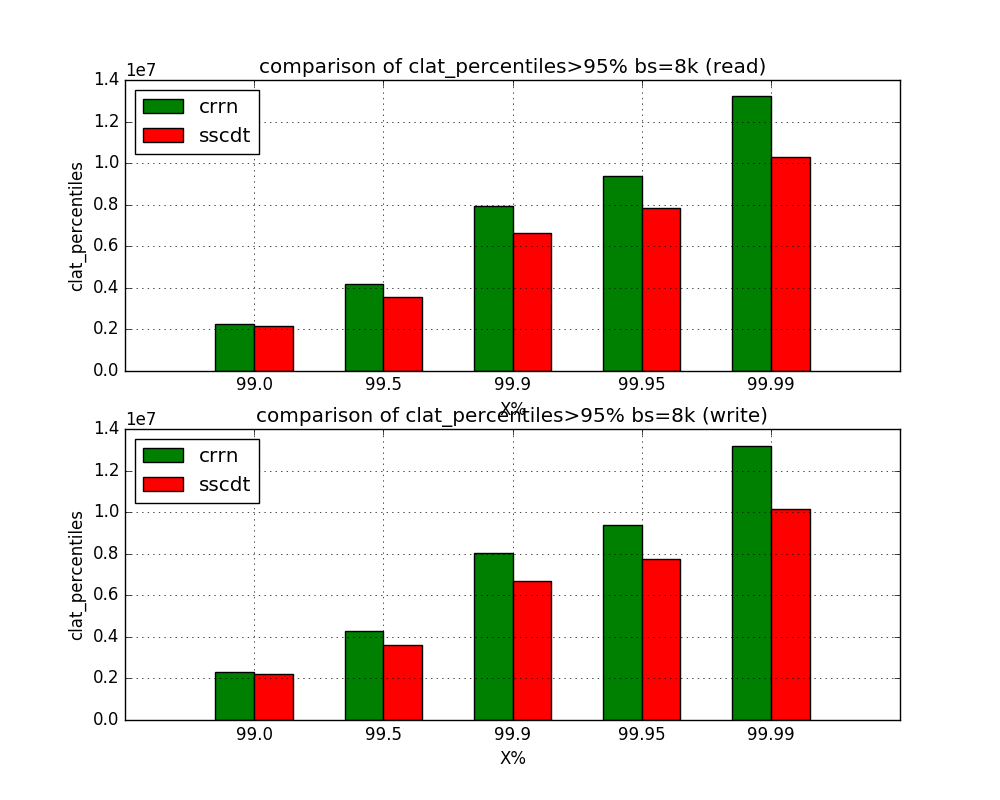 comparison of clat_percentiles>95% bs=8k (read)
1e7
1.4
1.2
1.0
0.8
0.6
0.4
0.2
0.0
clat_percentiles
crrn
sscdt
99.0 99.5 99.9 99.95 99.99
X%
comparison of clat_percentiles>95% bs=8k (write)
1e7
1.4
1.2
1.0
0.8
0.6
0.4
0.2
0.0
clat_percentiles
crrn
sscdt
99.0 99.5 99.9 99.95 99.99
X%